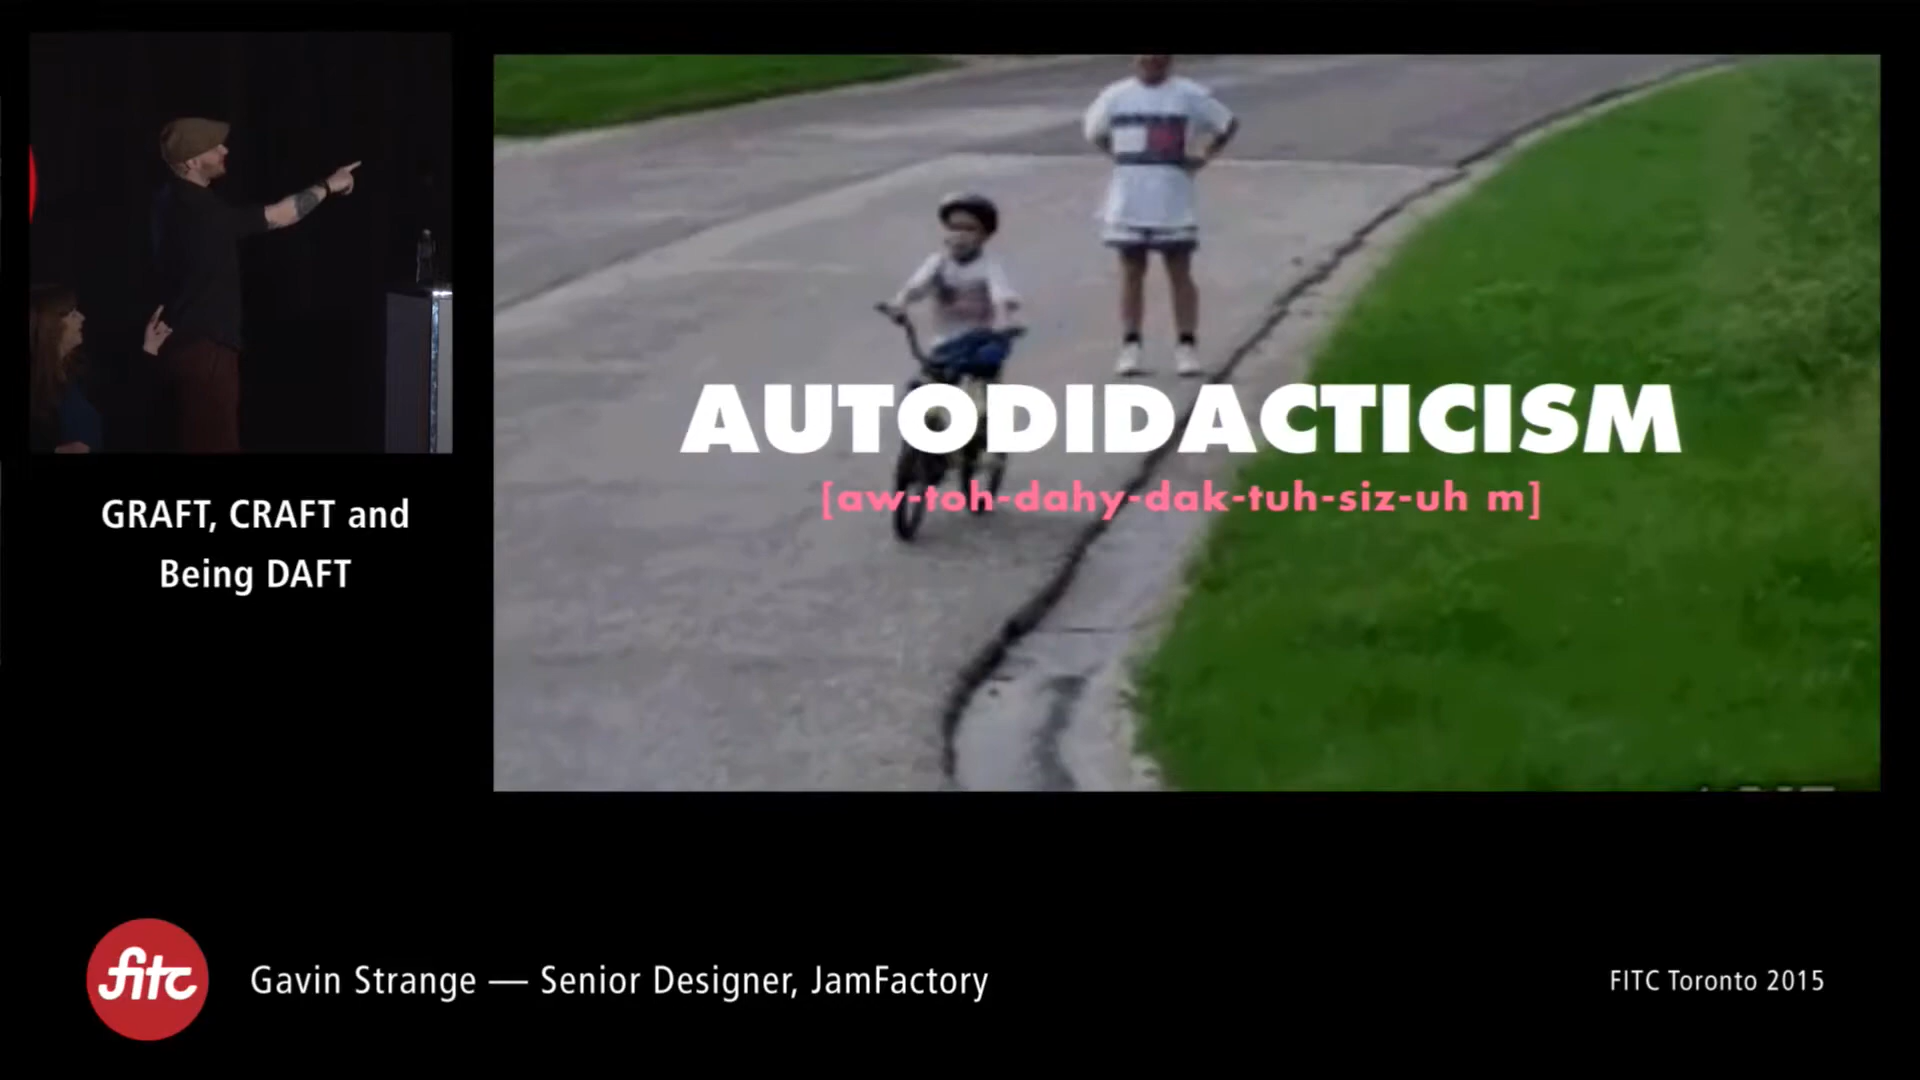 AUTODIDACTICISM
[aw-toh-dahy-dak-tuh-siz-uh m]
GRAFT, CRAFT and
Being DAFT
fitc
Gavin Strange — Senior Designer, JamFactory
FITC Toronto 2015